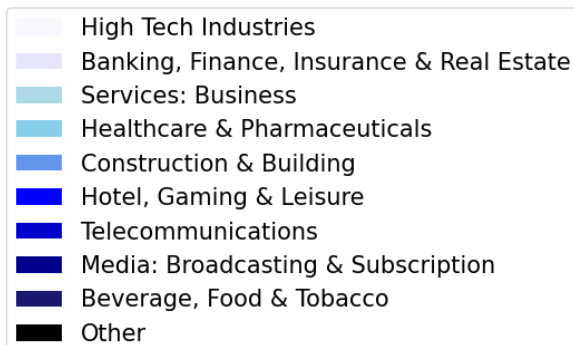 High Tech Industries
Banking, Finance, Insurance & Real Estate
Services: Business
Healthcare & Pharmaceuticals
Construction & Building
Hotel, Gaming & Leisure
Telecommunications
Media: Broadcasting & Subscription
Beverage, Food & Tobacco
Other